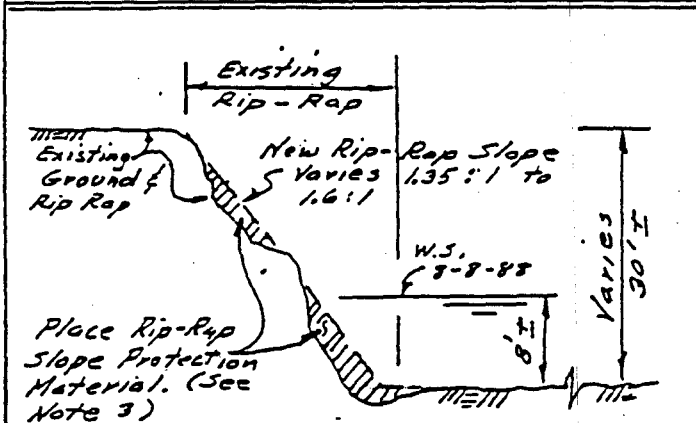 Existing
Rip-Rap
Existing
Ground &
Rip Rap
New Rip-Rap Slope
Varies 1.35:1 to
1.6:1
W.S.
8-8-88
Varies
30'±
8'±
Place Rip-Rap
Slope Protection
Material. (See
Note 3)